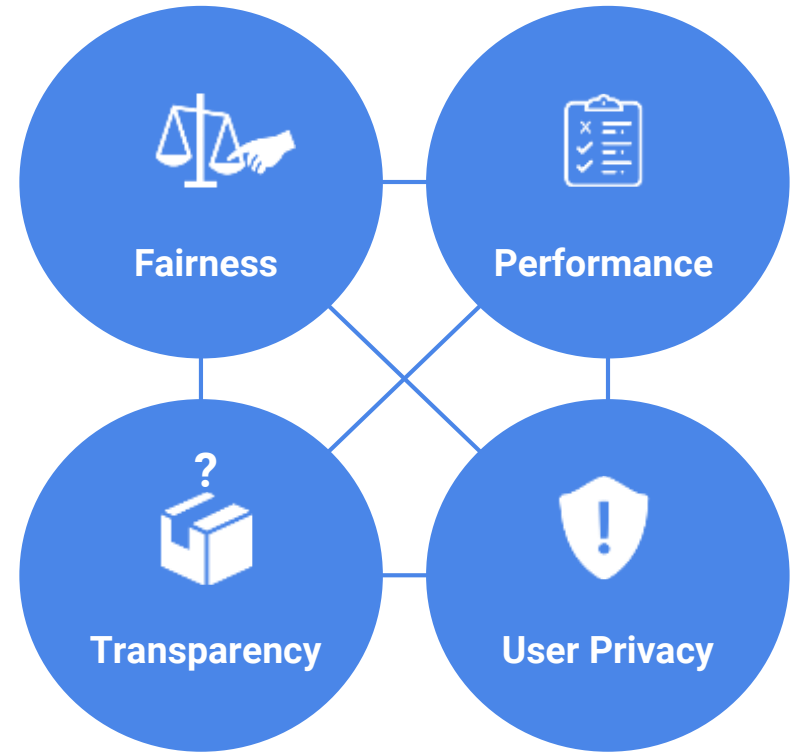 Fairness
Performance
?
!
Transparency
User Privacy